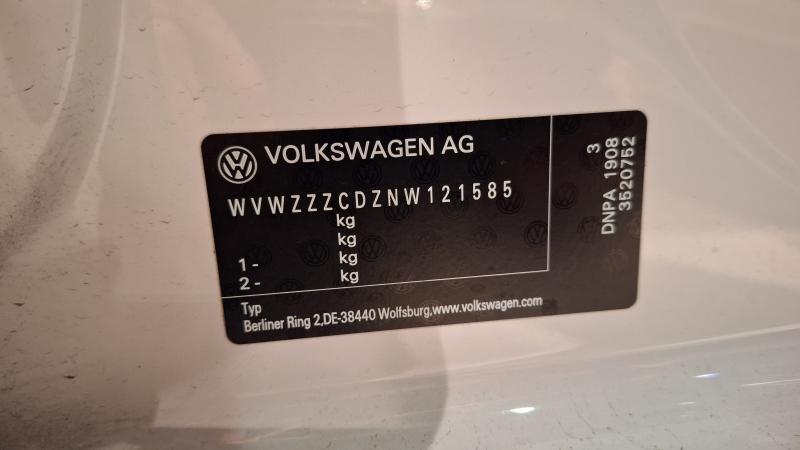 VOLKSWAGEN AG
WVWZZZCDZNW121585
kg
kg
1 - kg
2 - kg
Typ
Berliner Ring 2,DE-38440 Wolfsburg,www.volkswagen.com
3
DNPA 1908
3520752